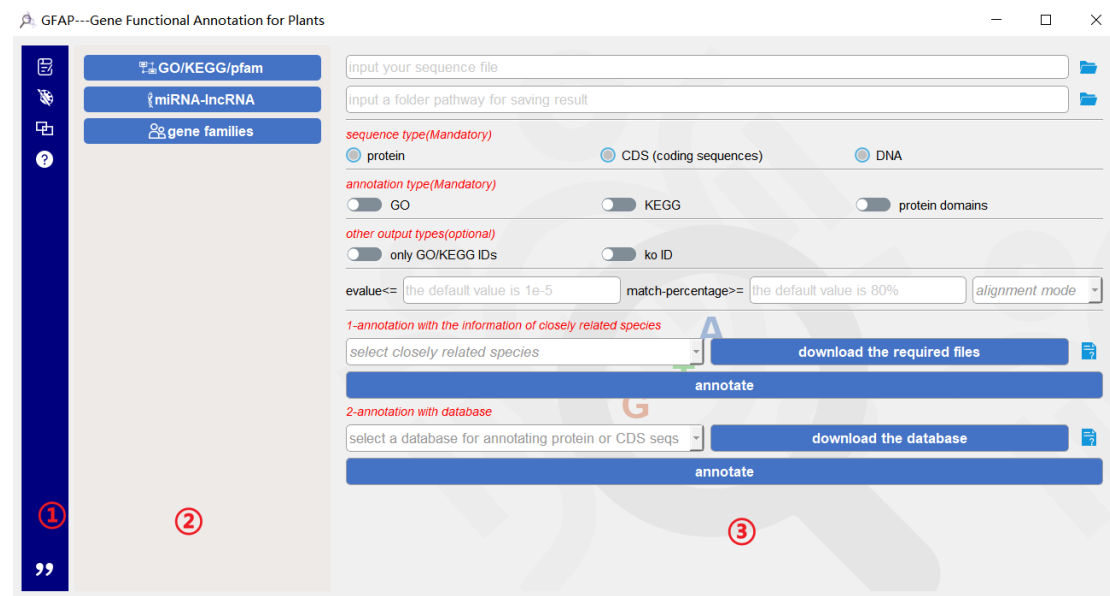 GFAP---Gene Functional Annotation for Plants
GO/KEGG/pfam
miRNA-lncRNA
gene families
input your sequence file
input a folder pathway for saving result
sequence type(Mandatory)
protein CDS (coding sequences) DNA
annotation type(Mandatory)
GO KEGG protein domains
other output types(optional)
only GO/KEGG IDs ko ID
evalue<= the default value is 1e-5 match-percentage>= the default value is 80% alignment mode
1-annotation with the information of closely related species
A
select closely related species download the required files
T
annotate
G
2-annotation with database
select a database for annotating protein or CDS seqs download the database
annotate
① ② ③